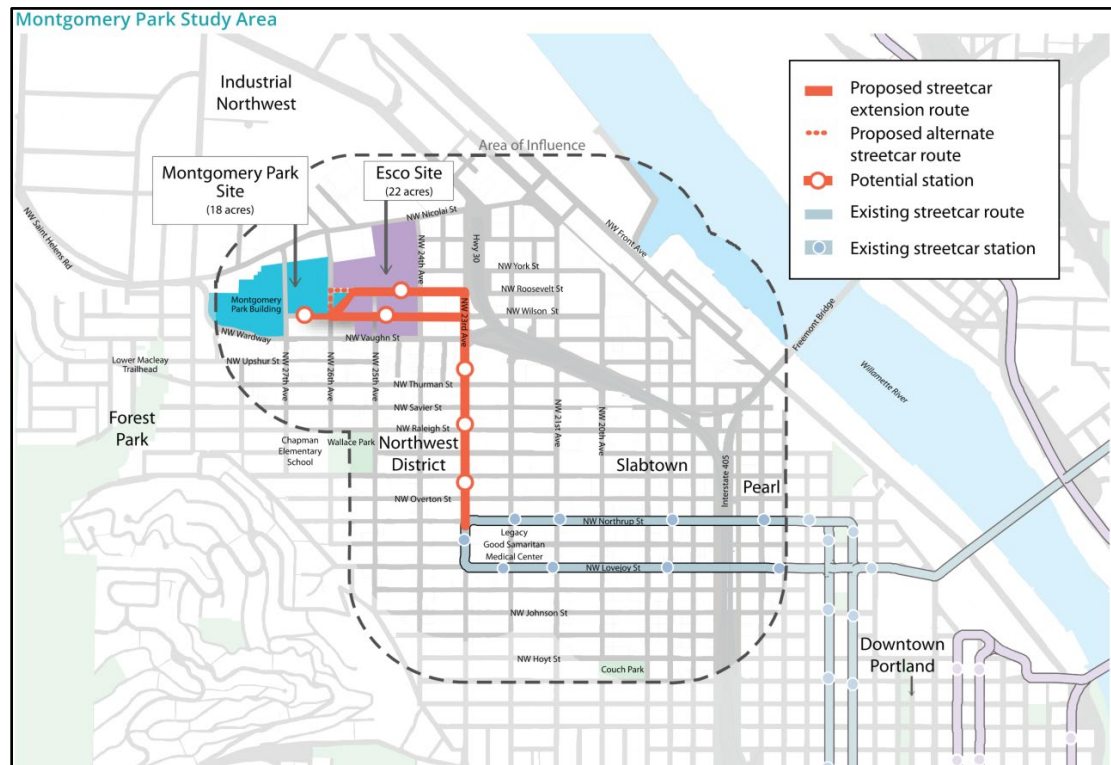 Montgomery Park Study Area
Industrial
Northwest
Area of Influence
Montgomery Park
Site
(18 acres)
Esco Site
(22 acres)
Proposed streetcar
extension route
Proposed alternate
streetcar route
Potential station
Existing streetcar route
Existing streetcar station
NW Saint Helens Rd
NW Nicolai St
NW 24th Ave
Hwy 30
NW Front Ave
NW York St
NW Roosevelt St
NW Wilson St
Montgomery
Park Building
NW 23rd Ave
NW Wardway
NW Vaughn St
Freemont Bridge
Willamette River
Lower Macleay
Trailhead
NW Upshur St
NW 27th Ave
NW 26th Ave
NW 25th Ave
NW Thurman St
NW Savier St
NW Raleigh St
NW 21st Ave
NW 20th Ave
Forest
Park
Chapman
Elementary
School
Wallace Park
Northwest
District
Slabtown
Interstate 405
Pearl
NW Overton St
NW Northrup St
Legacy
Good Samaritan
Medical Center
NW Lovejoy St
NW Johnson St
NW Hoyt St
Couch Park
Downtown
Portland